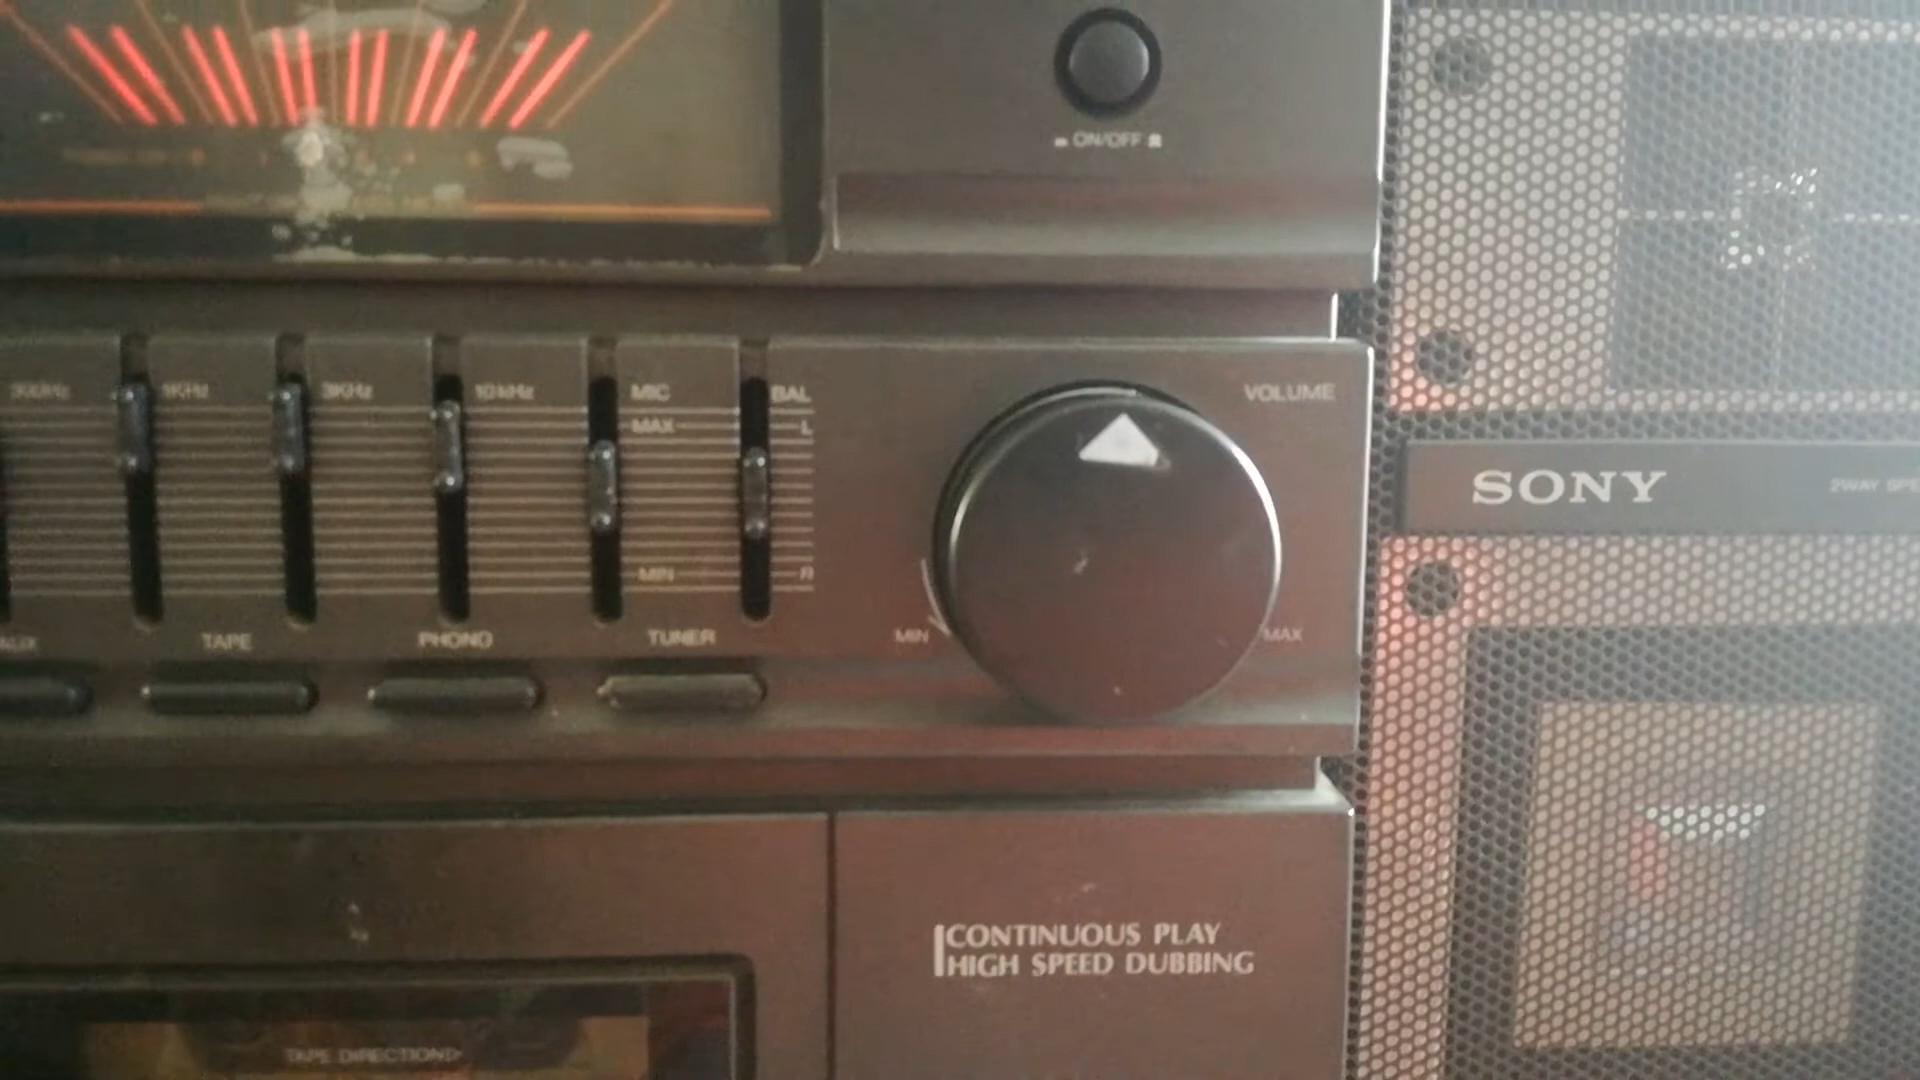 ON/OFF
1KHz
3KHz
10kHz
MIC
BAL
VOLUME
MAX
L
SONY
2WAY
MIN
R
TAPE
PHONO
TUNER
MIN
MAX
CONTINUOUS PLAY
HIGH SPEED DUBBING
TAPE DIRECTION